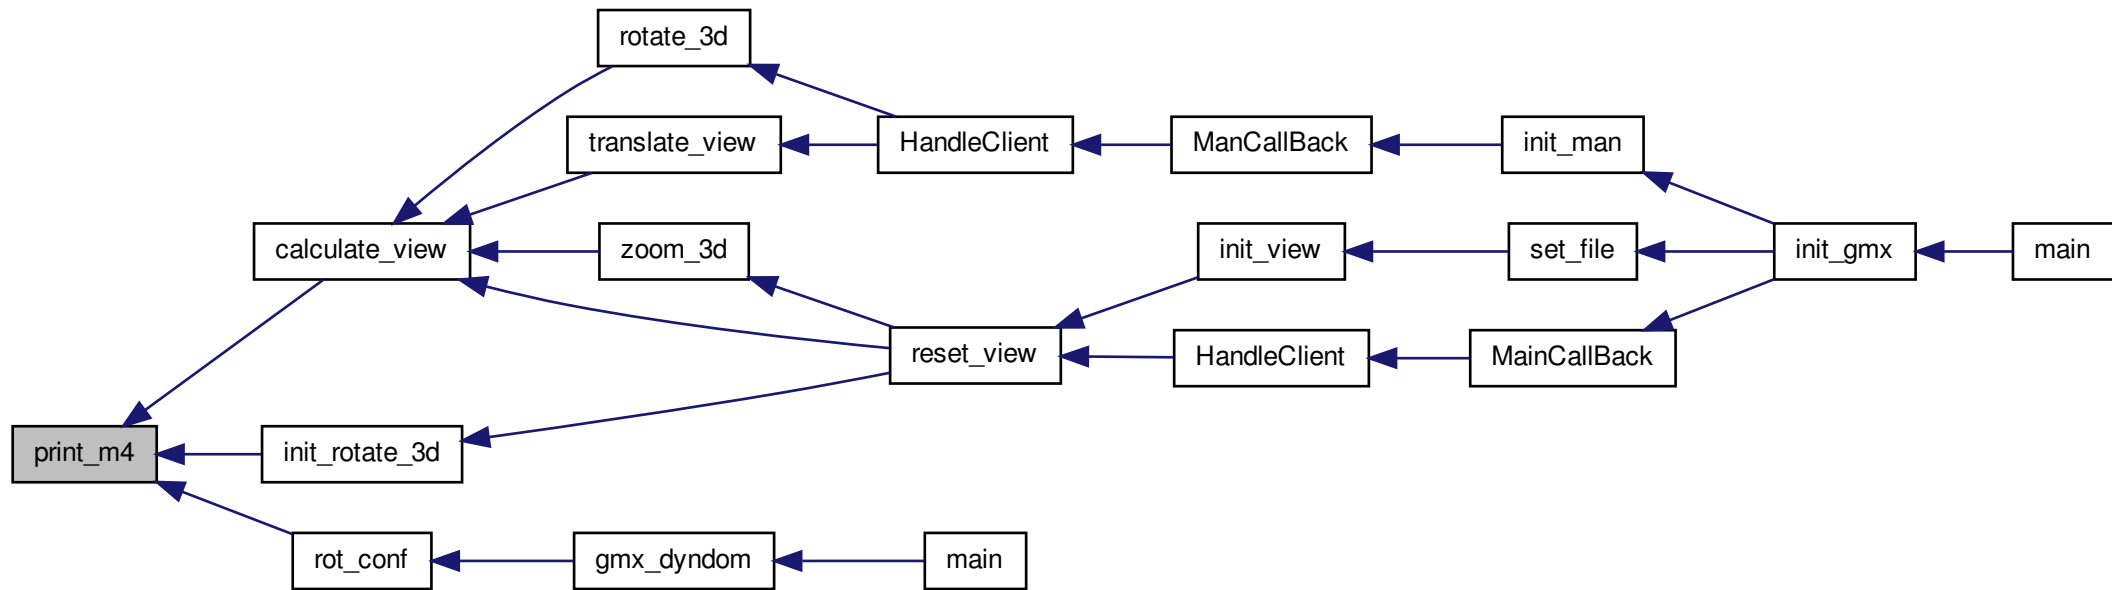 rotate_3d
translate_view
HandleClient
ManCallBack
init_man
calculate_view
zoom_3d
init_view
set_file
init_gmx
main
reset_view
HandleClient
MainCallBack
print_m4
init_rotate_3d
rot_conf
gmx_dyndom
main